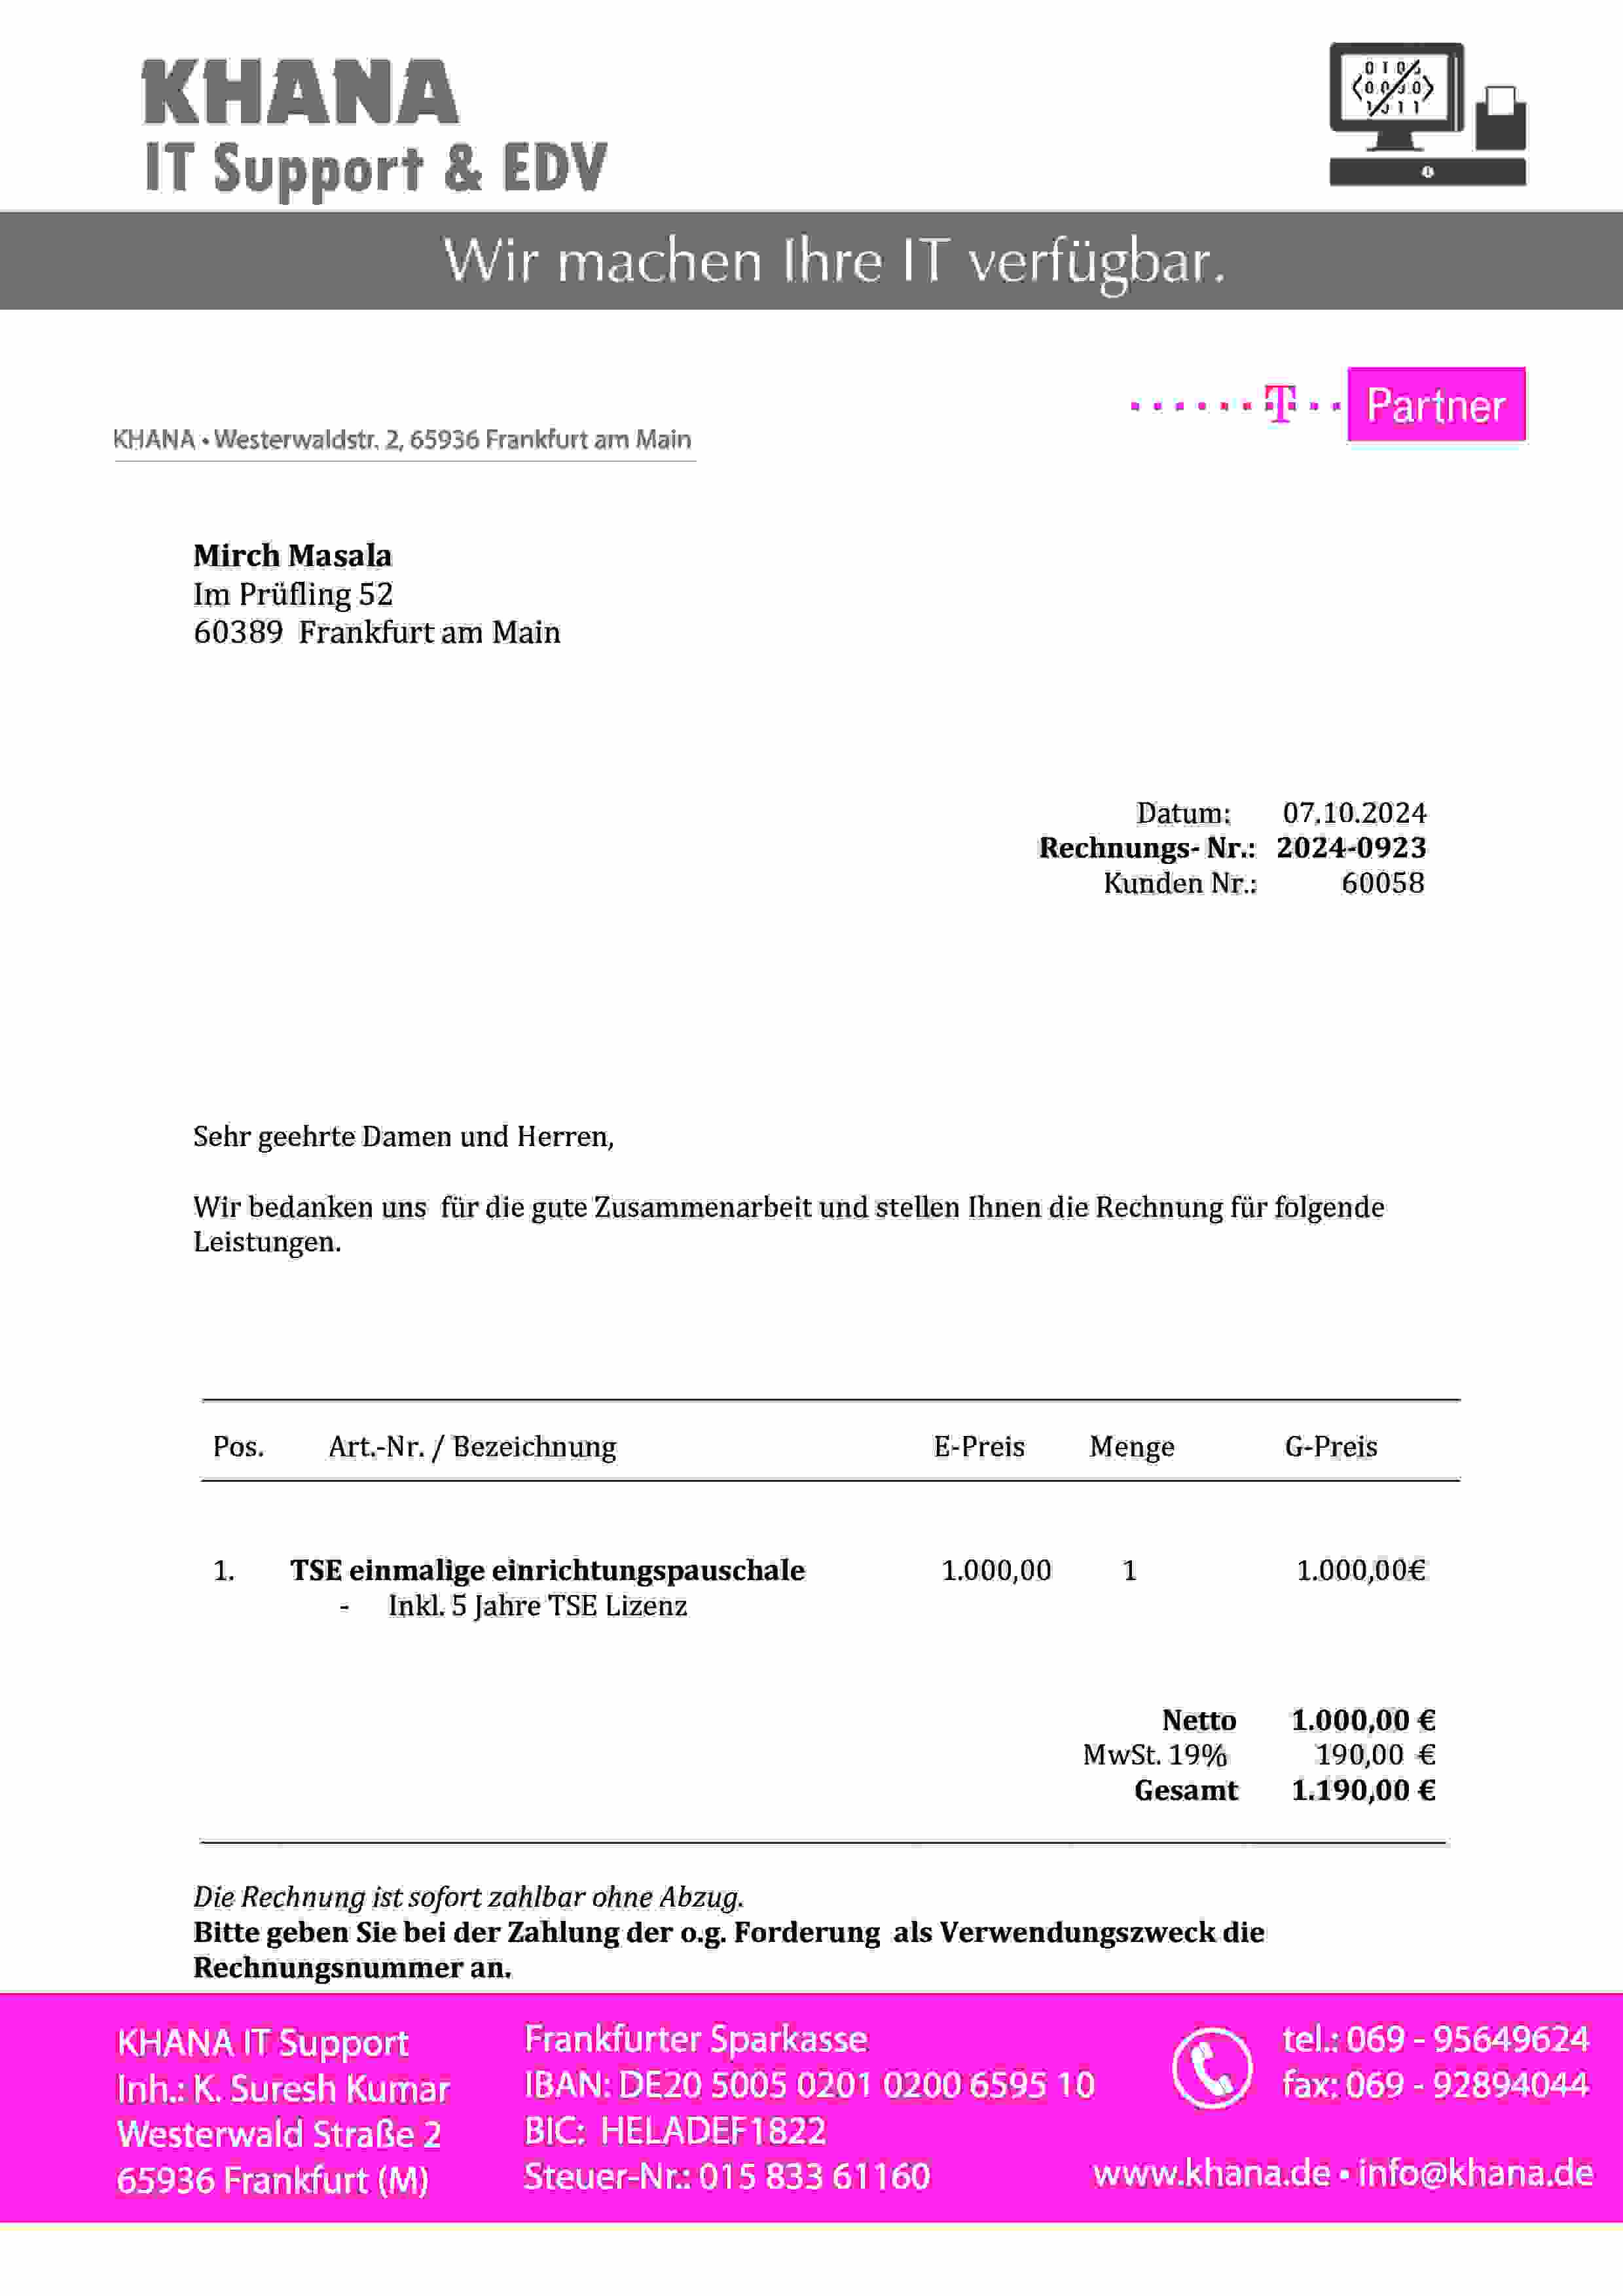 KHANA
IT Support & EDV
Wir machen Ihre IT verfügbar.
T Partner
KHANA • Westerwaldstr. 2, 65936 Frankfurt am Main
Mirch Masala
Im Prüfling 52
60389 Frankfurt am Main
Datum: 07.10.2024
Rechnungs- Nr.: 2024-0923
Kunden Nr.: 60058
Sehr geehrte Damen und Herren,
Wir bedanken uns für die gute Zusammenarbeit und stellen Ihnen die Rechnung für folgende
Leistungen.
Pos. Art.-Nr. / Bezeichnung E-Preis Menge G-Preis
1. TSE einmalige einrichtungspauschale 1.000,00 1 1.000,00€
- Inkl. 5 Jahre TSE Lizenz
Netto 1.000,00 €
MwSt. 19% 190,00 €
Gesamt 1.190,00 €
Die Rechnung ist sofort zahlbar ohne Abzug.
Bitte geben Sie bei der Zahlung der o.g. Forderung als Verwendungszweck die
Rechnungsnummer an.
KHANA IT Support
Inh.: K. Suresh Kumar
Westerwald Straße 2
65936 Frankfurt (M)
Frankfurter Sparkasse
IBAN: DE20 5005 0201 0200 6595 10
BIC: HELADEF1822
Steuer-Nr.: 015 833 61160
tel.: 069 - 95649624
fax: 069 - 92894044
www.khana.de • info@khana.de